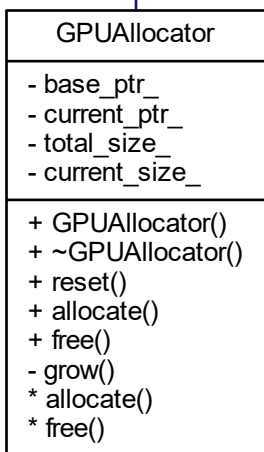 GPUAllocator
- base_ptr_
- current_ptr_
- total_size_
- current_size_
+ GPUAllocator()
+ ~GPUAllocator()
+ reset()
+ allocate()
+ free()
- grow()
* allocate()
* free()